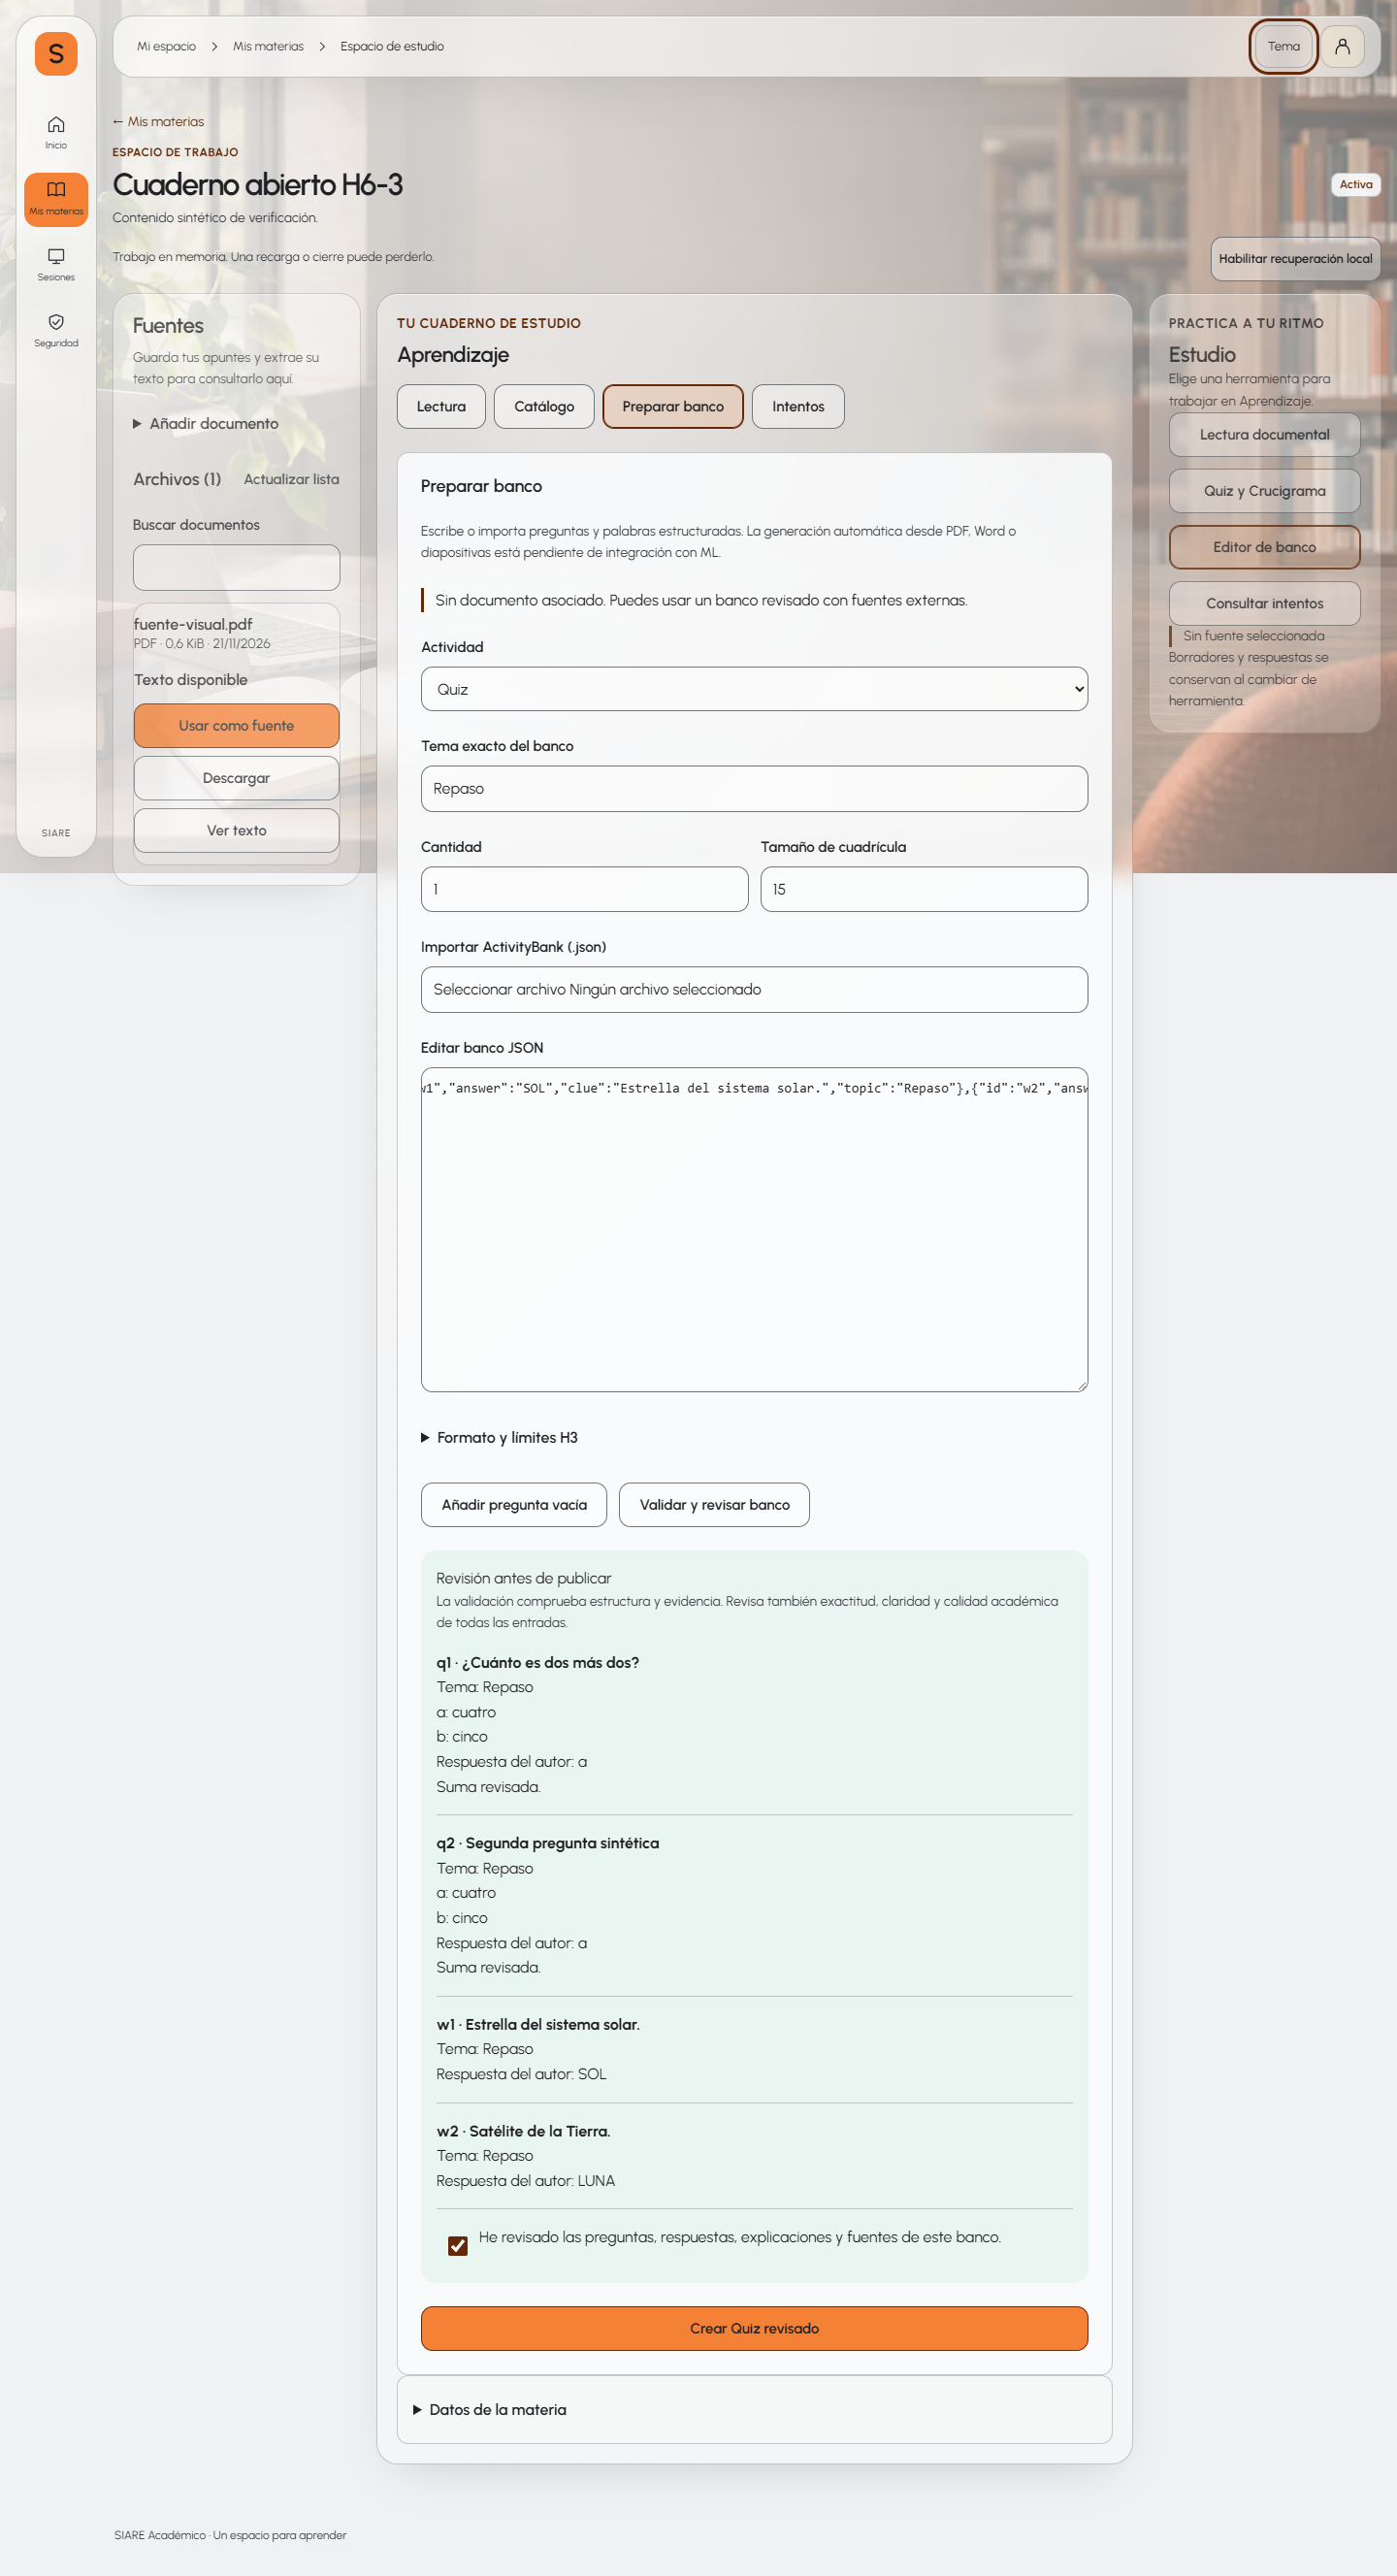 S
Inicio
Mis materias
Sesiones
Seguridad
SIARE
Mi espacio > Mis materias > Espacio de estudio
Tema
← Mis materias
ESPACIO DE TRABAJO
Cuaderno abierto H6-3
Activa
Contenido sintético de verificación.
Trabajo en memoria. Una recarga o cierre puede perderlo.
Habilitar recuperación local
Fuentes
Guarda tus apuntes y extrae su
texto para consultarlo aquí.
Añadir documento
Archivos (1)
Actualizar lista
Buscar documentos
fuente-visual.pdf
PDF · 0,6 KiB · 21/11/2026
Texto disponible
Usar como fuente
Descargar
Ver texto
TU CUADERNO DE ESTUDIO
Aprendizaje
Lectura
Catálogo
Preparar banco
Intentos
Preparar banco
Escribe o importa preguntas y palabras estructuradas. La generación automática desde PDF, Word o
diapositivas está pendiente de integración con ML.
Sin documento asociado. Puedes usar un banco revisado con fuentes externas.
Actividad
Quiz
Tema exacto del banco
Repaso
Cantidad
Tamaño de cuadrícula
1
15
Importar ActivityBank (.json)
Seleccionar archivo Ningún archivo seleccionado
Editar banco JSON
w1","answer":"SOL","clue":"Estrella del sistema solar.","topic":"Repaso"},{"id":"w2","answ
Formato y límites H3
Añadir pregunta vacía
Validar y revisar banco
Revisión antes de publicar
La validación comprueba estructura y evidencia. Revisa también exactitud, claridad y calidad académica
de todas las entradas.
q1 · ¿Cuánto es dos más dos?
Tema: Repaso
a: cuatro
b: cinco
Respuesta del autor: a
Suma revisada.
q2 · Segunda pregunta sintética
Tema: Repaso
a: cuatro
b: cinco
Respuesta del autor: a
Suma revisada.
w1 · Estrella del sistema solar.
Tema: Repaso
Respuesta del autor: SOL
w2 · Satélite de la Tierra.
Tema: Repaso
Respuesta del autor: LUNA
He revisado las preguntas, respuestas, explicaciones y fuentes de este banco.
Crear Quiz revisado
Datos de la materia
PRACTICA A TU RITMO
Estudio
Elige una herramienta para
trabajar en Aprendizaje.
Lectura documental
Quiz y Crucigrama
Editor de banco
Consultar intentos
Sin fuente seleccionada
Borradores y respuestas se
conservan al cambiar de
herramienta.
SIARE Académico · Un espacio para aprender